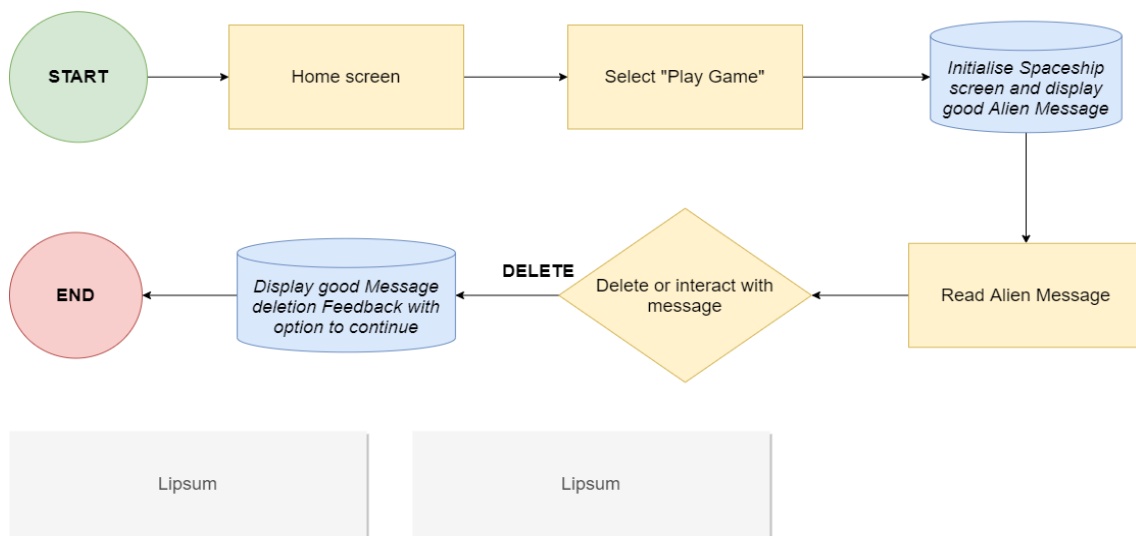 START
Home screen
Select "Play Game"
Initialise Spaceship
screen and display
good Alien Message
DELETE
END
Display good Message
deletion Feedback with
option to continue
Delete or interact with
message
Read Alien Message
Lipsum
Lipsum